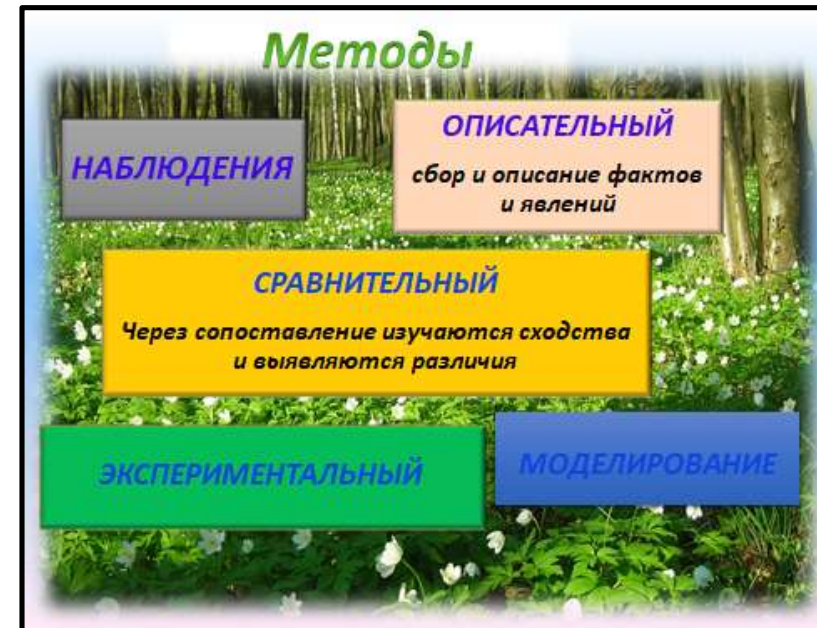 Методы
НАБЛЮДЕНИЯ
ОПИСАТЕЛЬНЫЙ
сбор и описание фактов
и явлений
СРАВНИТЕЛЬНЫЙ
Через сопоставление изучаются сходства
и выявляются различия
ЭКСПЕРИМЕНТАЛЬНЫЙ
МОДЕЛИРОВАНИЕ